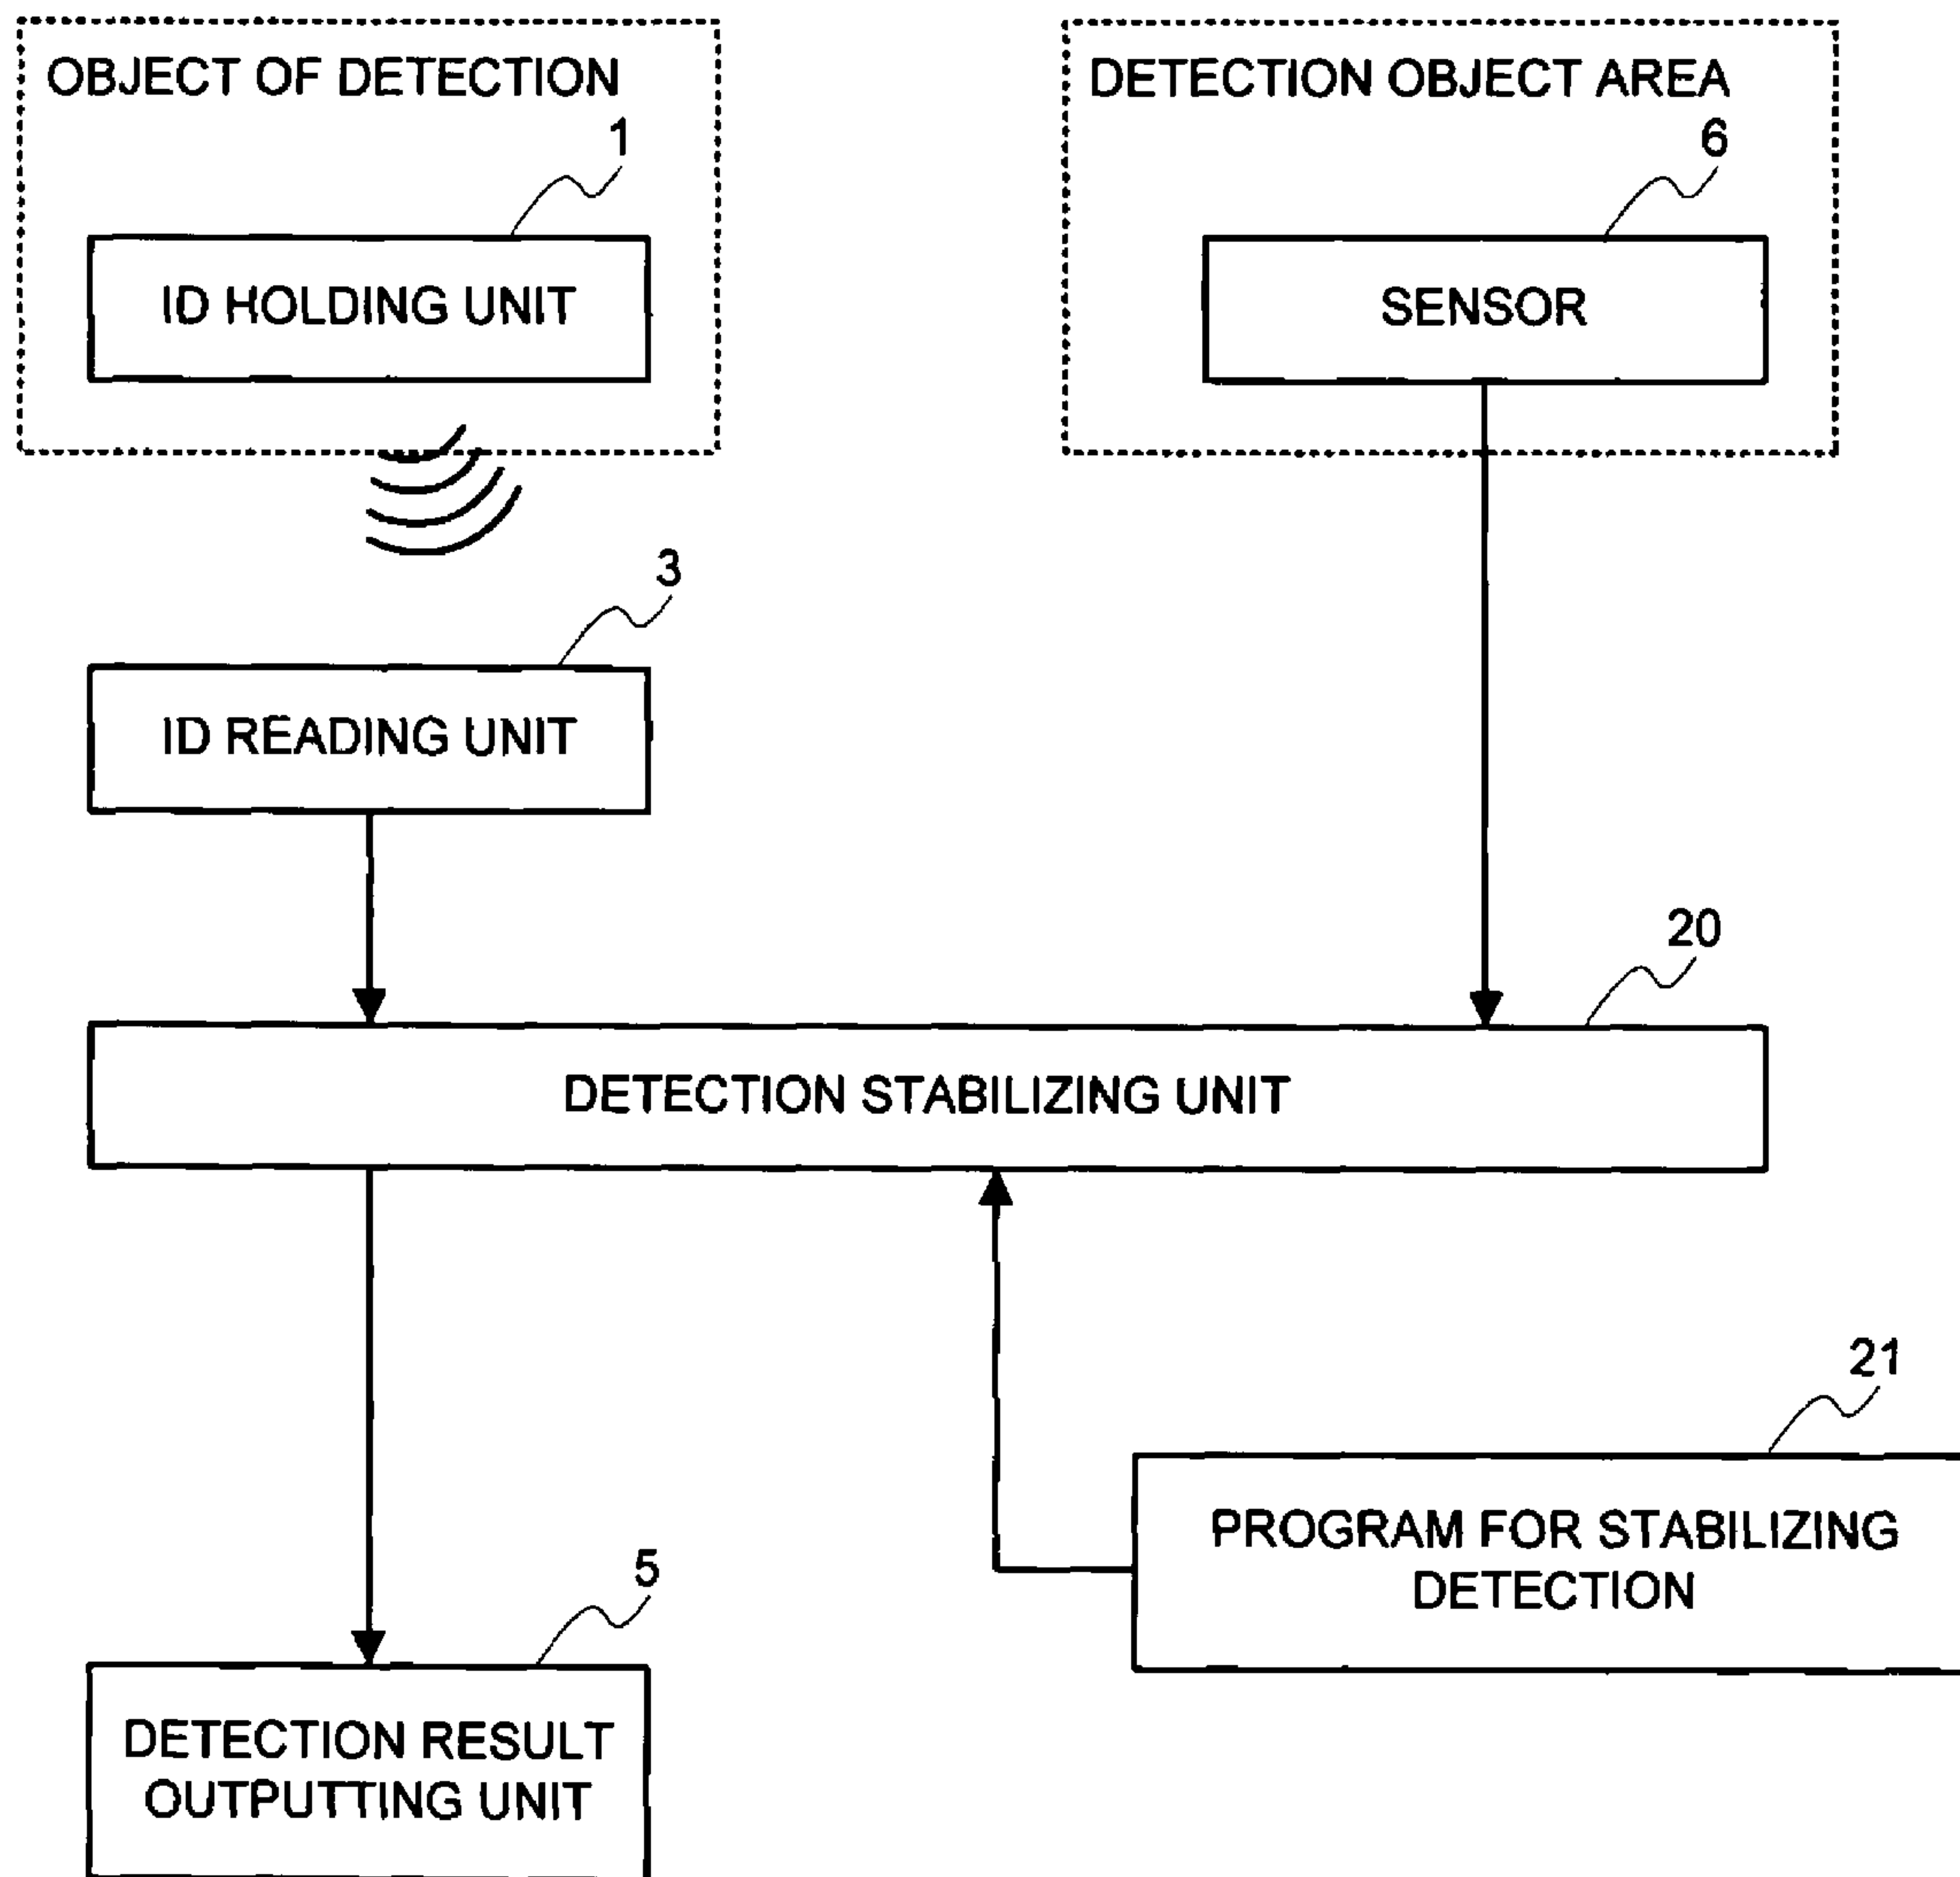 OBJECT OF DETECTION
1
ID HOLDING UNIT
DETECTION OBJECT AREA
6
SENSOR
3
ID READING UNIT
20
DETECTION STABILIZING UNIT
21
PROGRAM FOR STABILIZING
DETECTION
5
DETECTION RESULT
OUTPUTTING UNIT